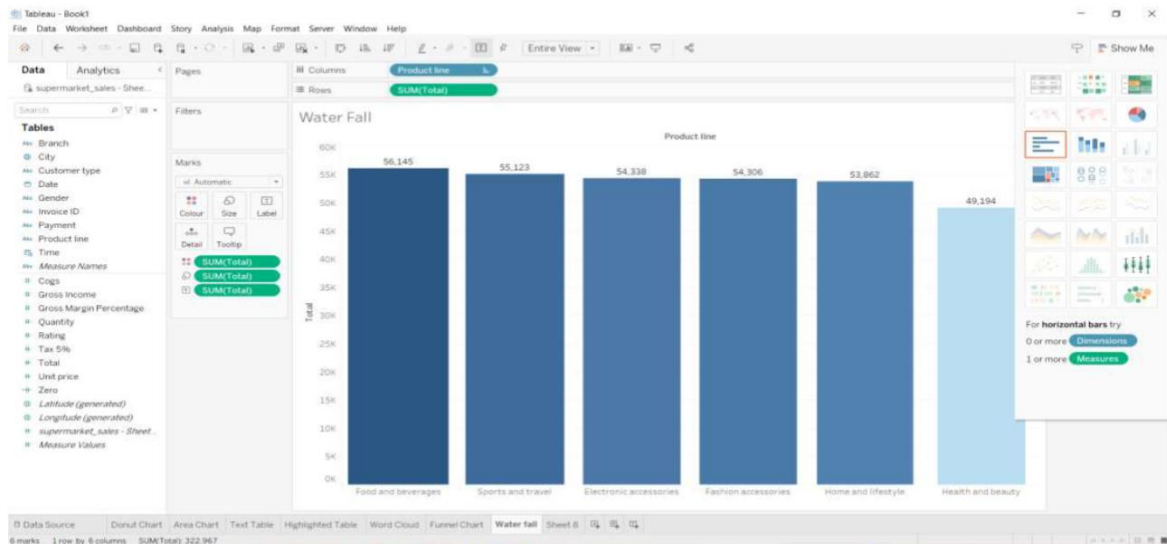 Tableau - Book1
File Data Worksheet Dashboard Story Analysis Map Format Server Window Help
Entire View
Show Me
Data Analytics
supermarket_sales - Shee...
Search
Tables
Abc Branch
City
Abc Customer type
Date
Abc Gender
Abc Invoice ID
Abc Payment
Abc Product line
Time
Abc Measure Names
# Cogs
# Gross Income
# Gross Margin Percentage
# Quantity
# Rating
# Tax 5%
# Total
# Unit price
Zero
Latitude (generated)
Longitude (generated)
# supermarket_sales - Sheet...
# Measure Values
Pages
Filters
Marks
Automatic
Colour Size Label
Detail Tooltip
SUM(Total)
SUM(Total)
SUM(Total)
Columns Product line
Rows SUM(Total)
Water Fall
Product line
60K
55K
50K
45K
40K
35K
30K
25K
20K
15K
10K
5K
0K
Total
56,145 55,123 54,338 54,306 53,862 49,194
Food and beverages Sports and travel Electronic accessories Fashion accessories Home and lifestyle Health and beauty
For horizontal bars try
0 or more Dimensions
1 or more Measures
Data Source Donut Chart Area Chart Text Table Highlighted Table Word Cloud Funnel Chart Water fall Sheet 8
6 marks 1 row by 6 columns SUM(Total): 322,967